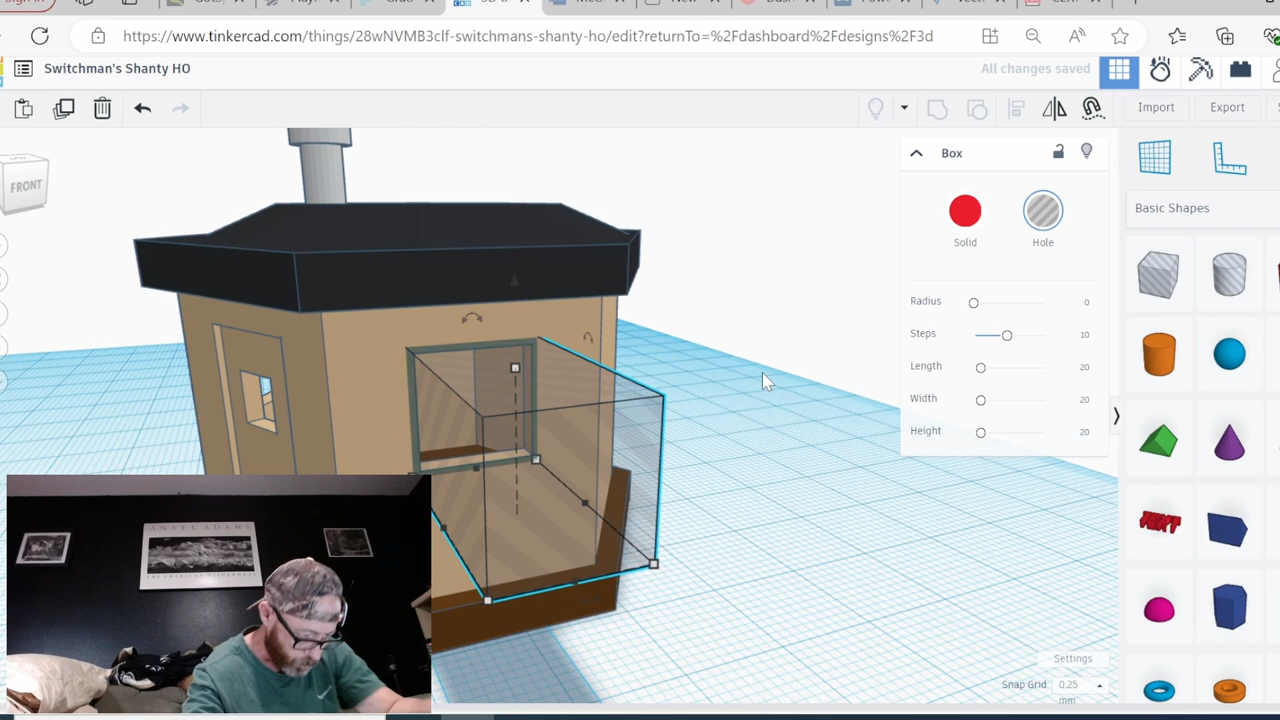 https://www.tinkercad.com/things/28wNVMB3clf-switchmans-shanty-ho/edit?returnTo=%2Fdashboard%2Fdesigns%2F3d
Switchman's Shanty HO
All changes saved
Import
Export
FRONT
Box
Solid
Hole
Radius
0
Steps
10
Length
20
Width
20
Height
20
Basic Shapes
TEXT
ANSEL ADAMS
Settings
Snap Grid
0.25
mm